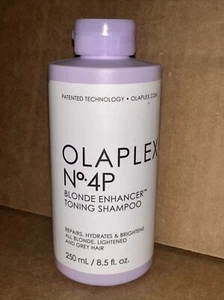 PATENTED TECHNOLOGY • OLAPLEX.COM
OLAPLEX
Nº.4P
BLONDE ENHANCER™
TONING SHAMPOO
REPAIRS, HYDRATES & BRIGHTENS
ALL BLONDE, LIGHTENED
AND GREY HAIR
250 mL / 8.5 fl. oz.